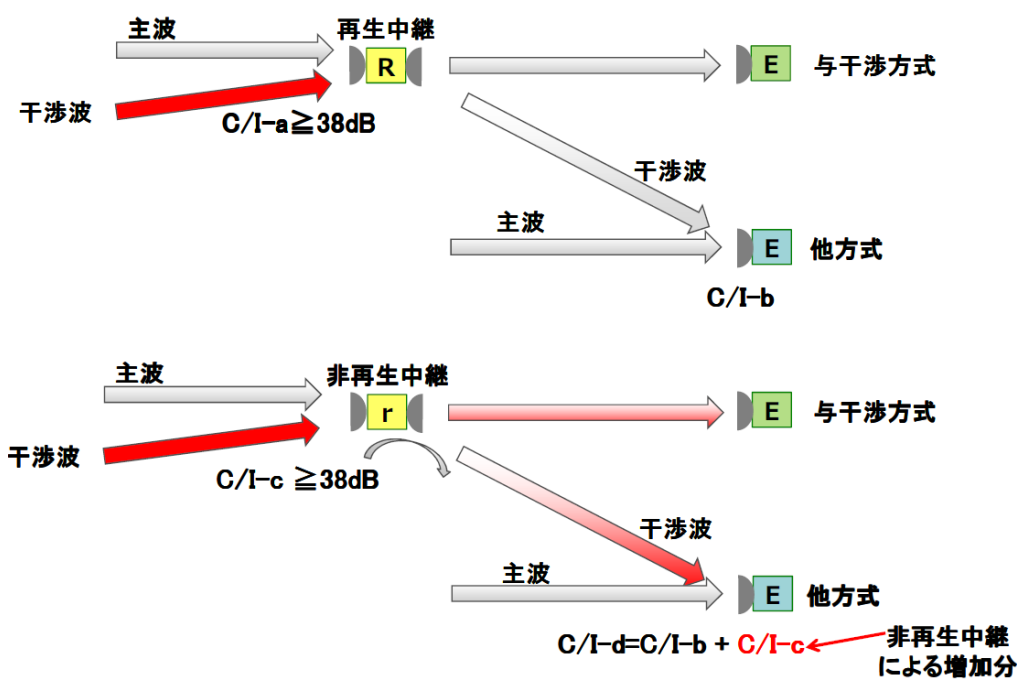 主波
再生中継
R
E
与干渉方式
干渉波
C/I-a≧38dB
干渉波
主波
E
他方式
C/I-b
主波
非再生中継
r
E
与干渉方式
干渉波
C/I-c ≧38dB
干渉波
主波
E
他方式
C/I-d=C/I-b + C/I-c
非再生中継
による増加分